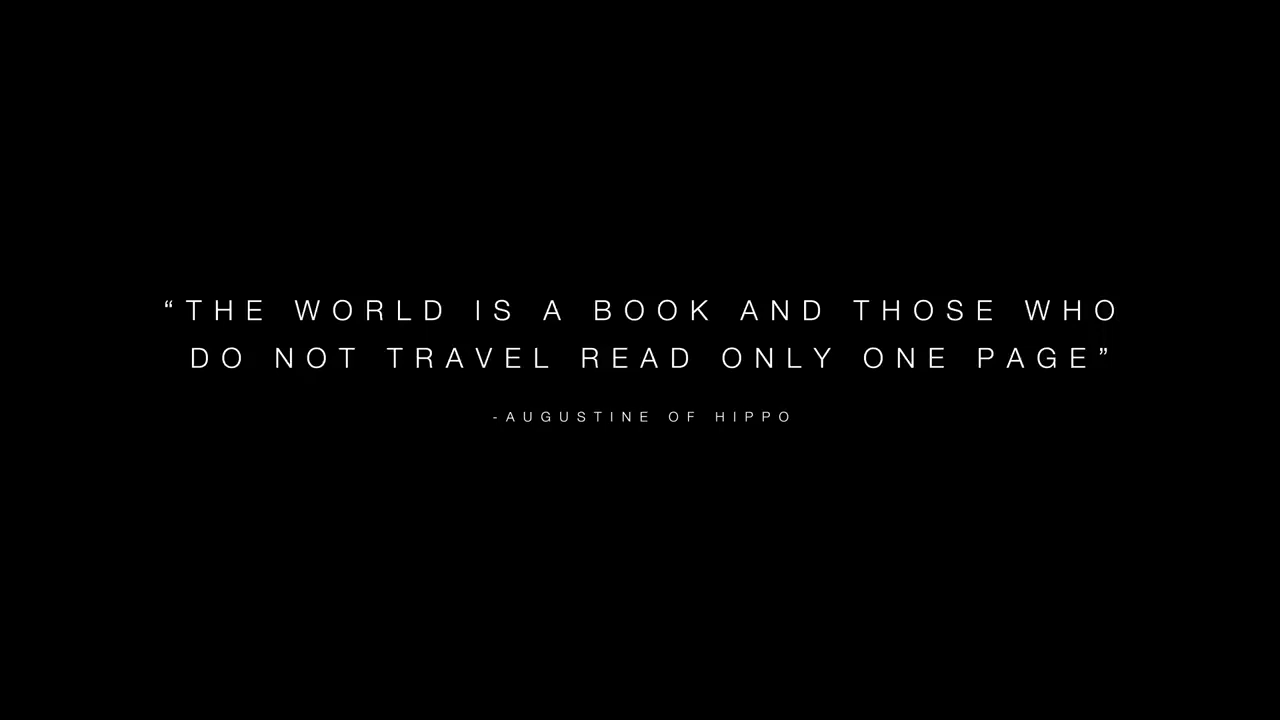 “THE WORLD IS A BOOK AND THOSE WHO
DO NOT TRAVEL READ ONLY ONE PAGE”
-AUGUSTINE OF HIPPO